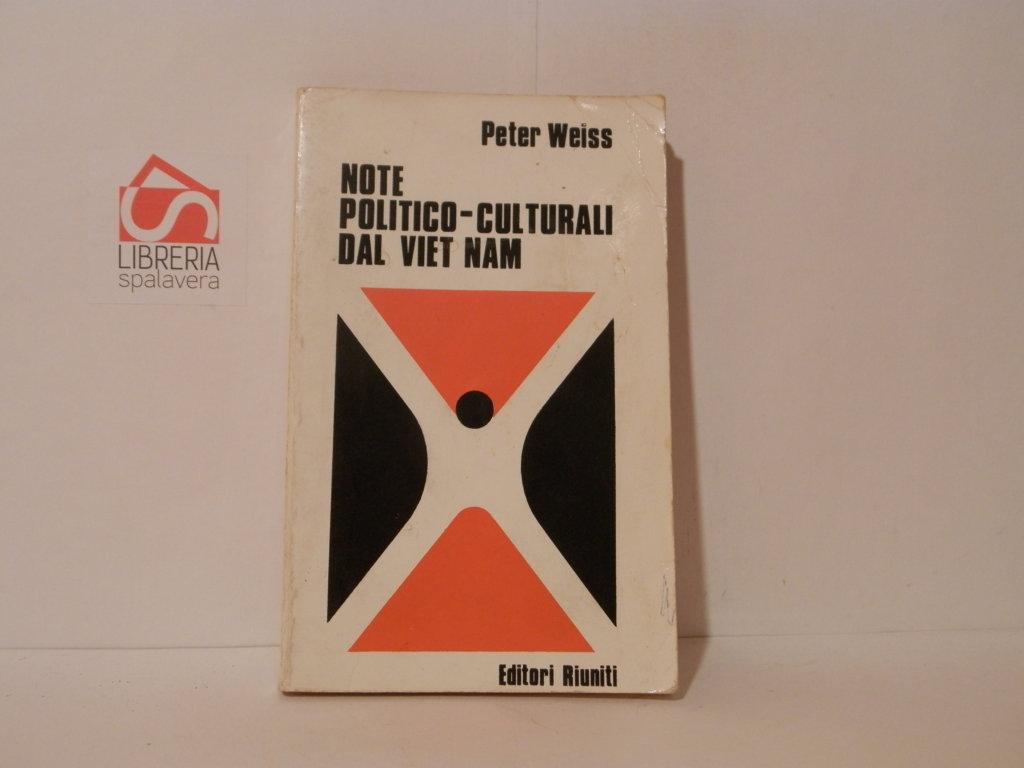 Peter Weiss
NOTE
POLITICO-CULTURALI
DAL VIET NAM
Editori Riuniti
LIBRERIA
spalavera